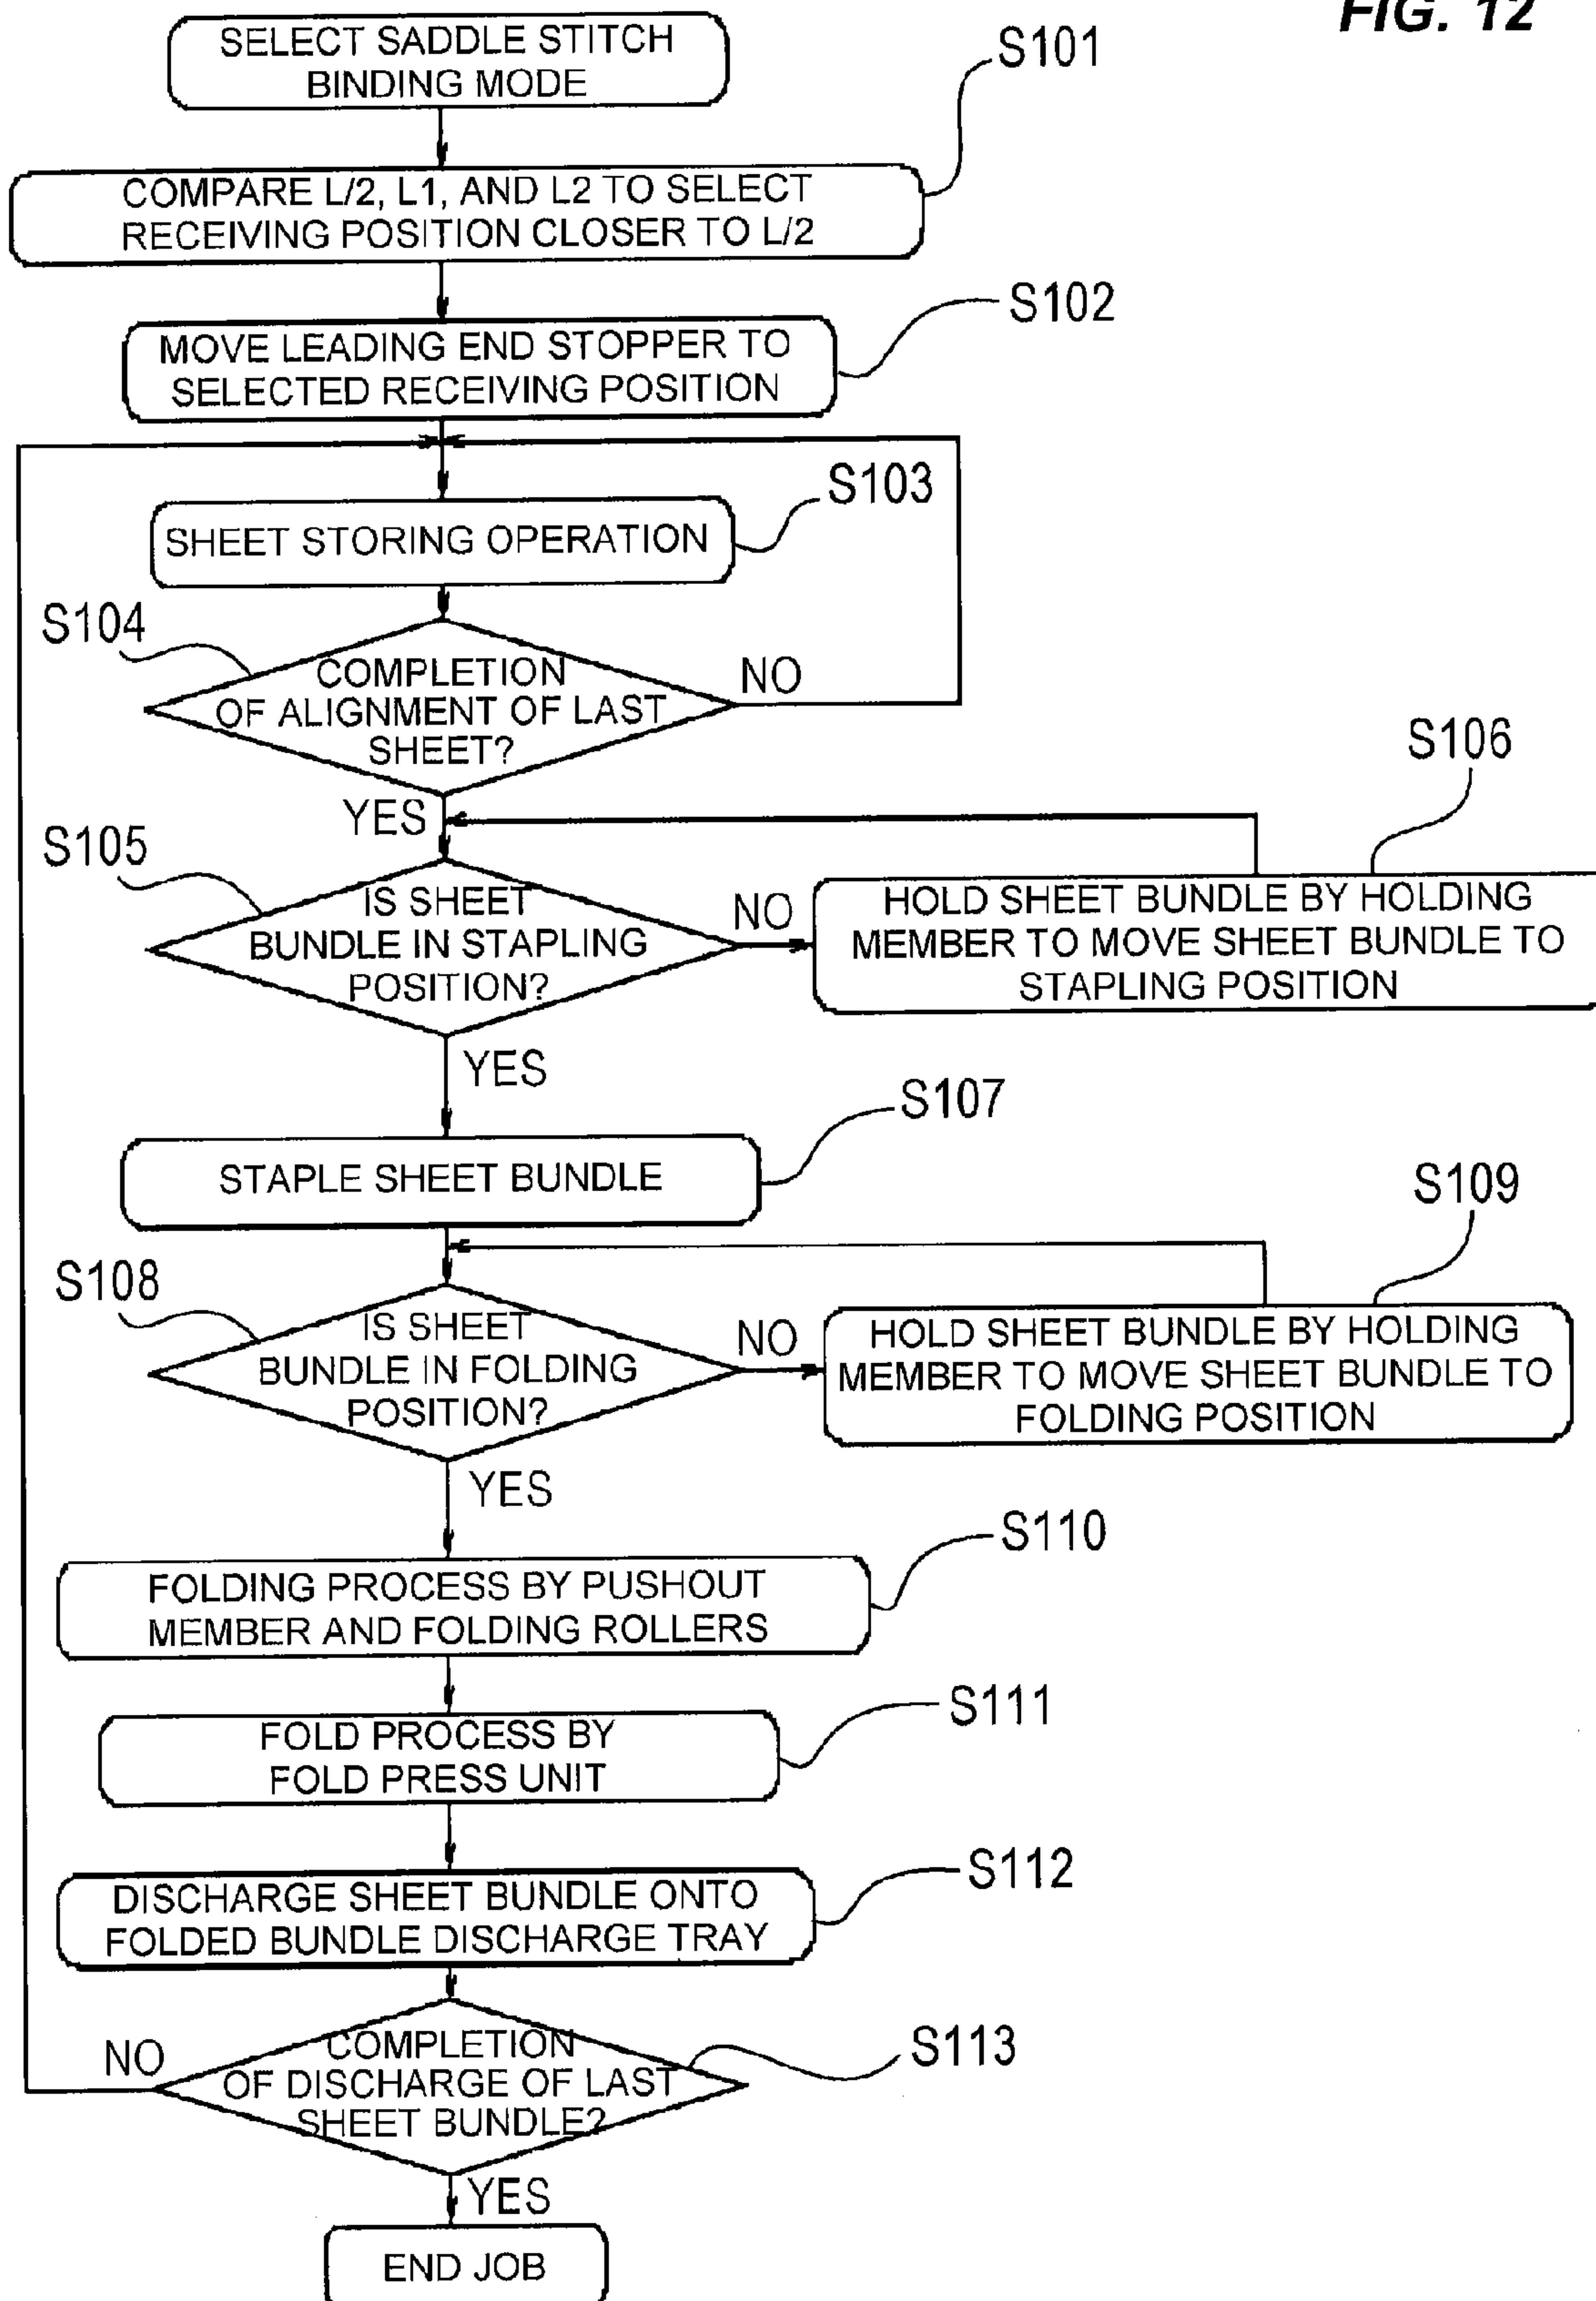 FIG. 12
SELECT SADDLE STITCH
BINDING MODE
S101
COMPARE L/2, L1, AND L2 TO SELECT
RECEIVING POSITION CLOSER TO L/2
S102
MOVE LEADING END STOPPER TO
SELECTED RECEIVING POSITION
S103
SHEET STORING OPERATION
S104
COMPLETION
OF ALIGNMENT OF LAST
SHEET?
NO
YES
S106
S105
IS SHEET
BUNDLE IN STAPLING
POSITION?
NO
HOLD SHEET BUNDLE BY HOLDING
MEMBER TO MOVE SHEET BUNDLE TO
STAPLING POSITION
YES
S107
STAPLE SHEET BUNDLE
S109
S108
IS SHEET
BUNDLE IN FOLDING
POSITION?
NO
HOLD SHEET BUNDLE BY HOLDING
MEMBER TO MOVE SHEET BUNDLE TO
FOLDING POSITION
YES
S110
FOLDING PROCESS BY PUSHOUT
MEMBER AND FOLDING ROLLERS
S111
FOLD PROCESS BY
FOLD PRESS UNIT
S112
DISCHARGE SHEET BUNDLE ONTO
FOLDED BUNDLE DISCHARGE TRAY
S113
NO
COMPLETION
OF DISCHARGE OF LAST
SHEET BUNDLE?
YES
END JOB